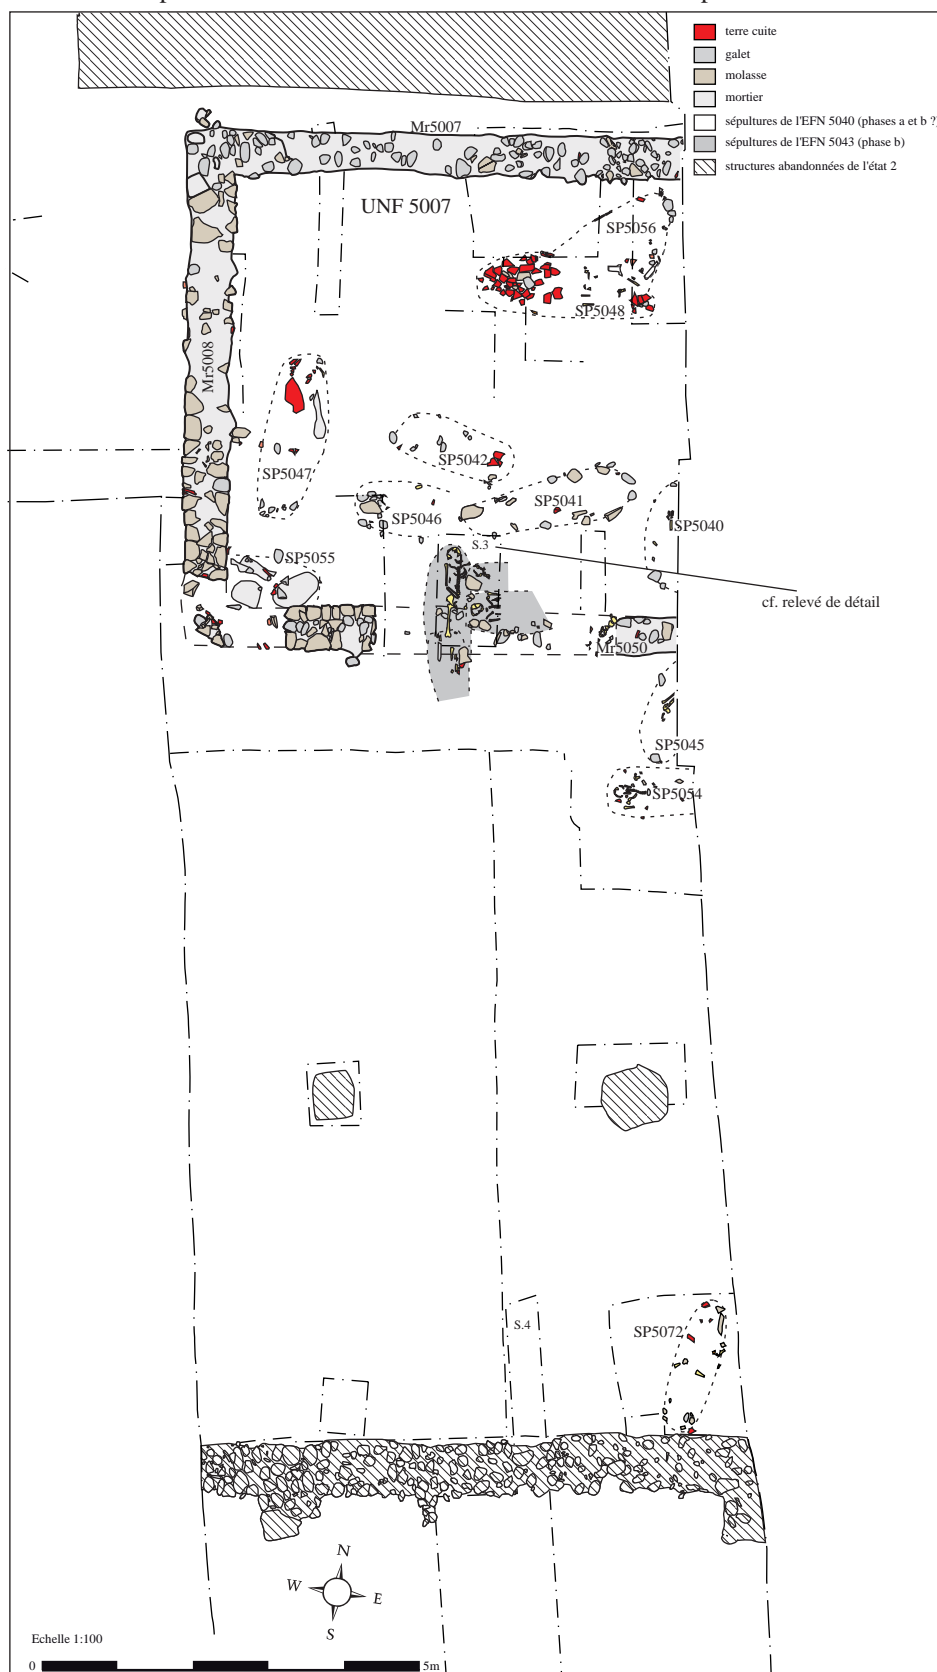 terre cuite
galet
molasse
mortier
sépultures de l'EFN 5040 (phases a et b ?)
sépultures de l'EFN 5043 (phase b)
structures abandonnées de l'état 2
Mr5007
UNF 5007
SP5056
SP5048
Mr5008
SP5042
SP5047
SP5041
SP5046
SP5040
S.3
SP5055
cf. relevé de détail
Mr5050
SP5045
SP5054
S.4
SP5072
N
W
E
S
Echelle 1:100
0
5m